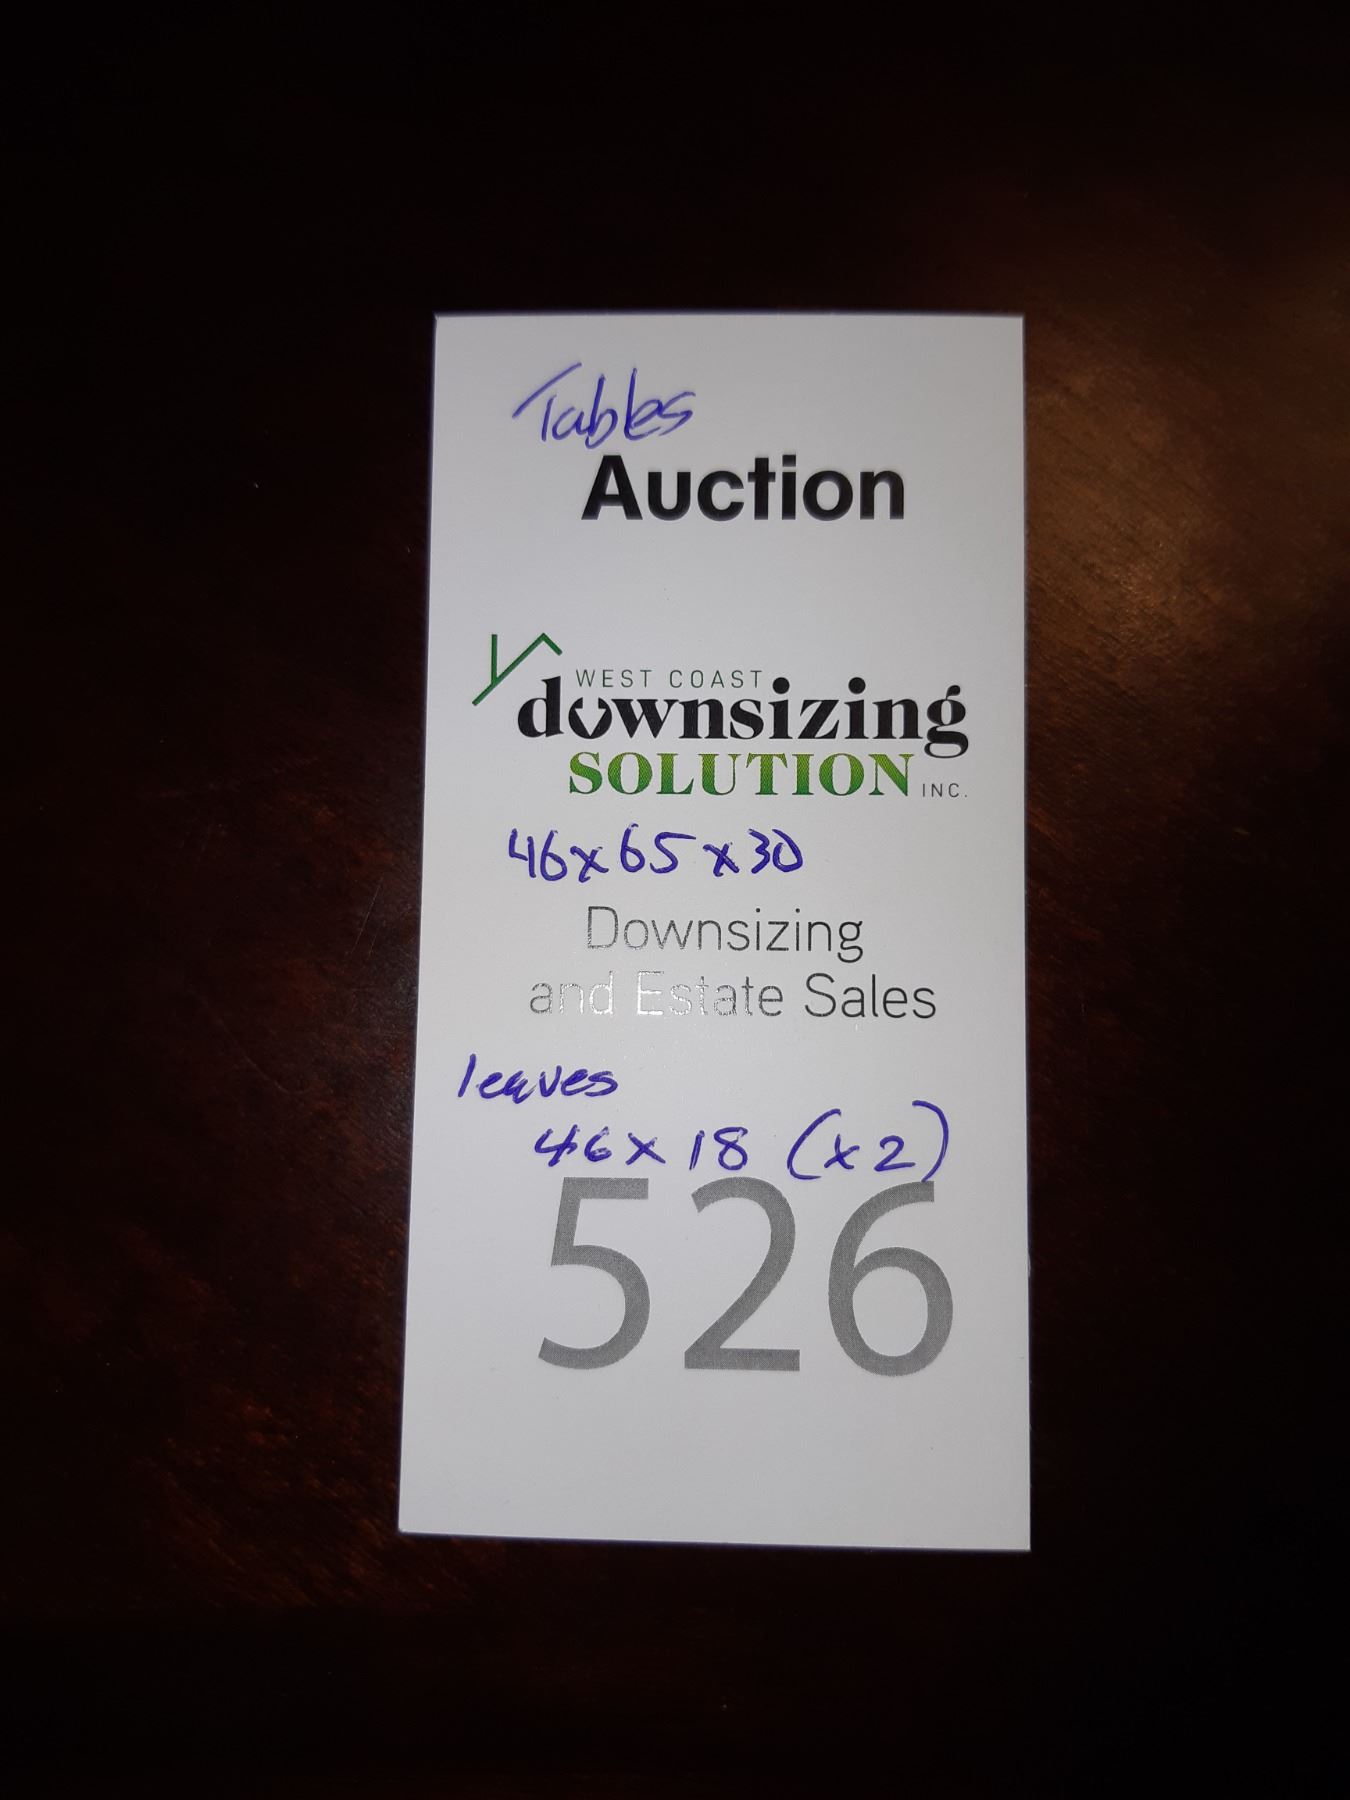 Tables
Auction
WEST COAST
downsizing
SOLUTION INC.
46x65x30
Downsizing
and Estate Sales
leaves
46x18 (x2)
526